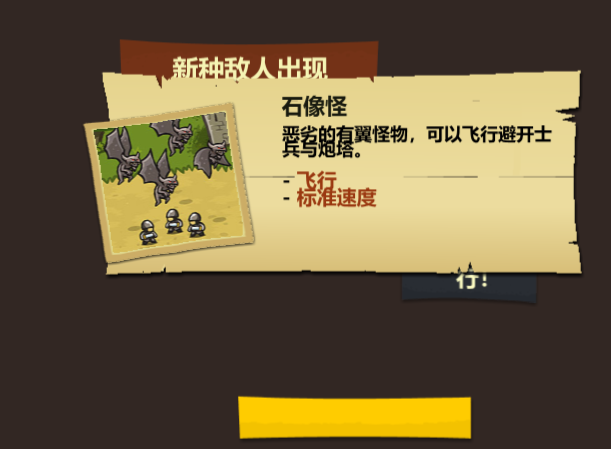 新种敌人出现
石像怪
恶劣的有翼怪物，可以飞行避开士
兵与炮塔。
- 飞行
- 标准速度
行！